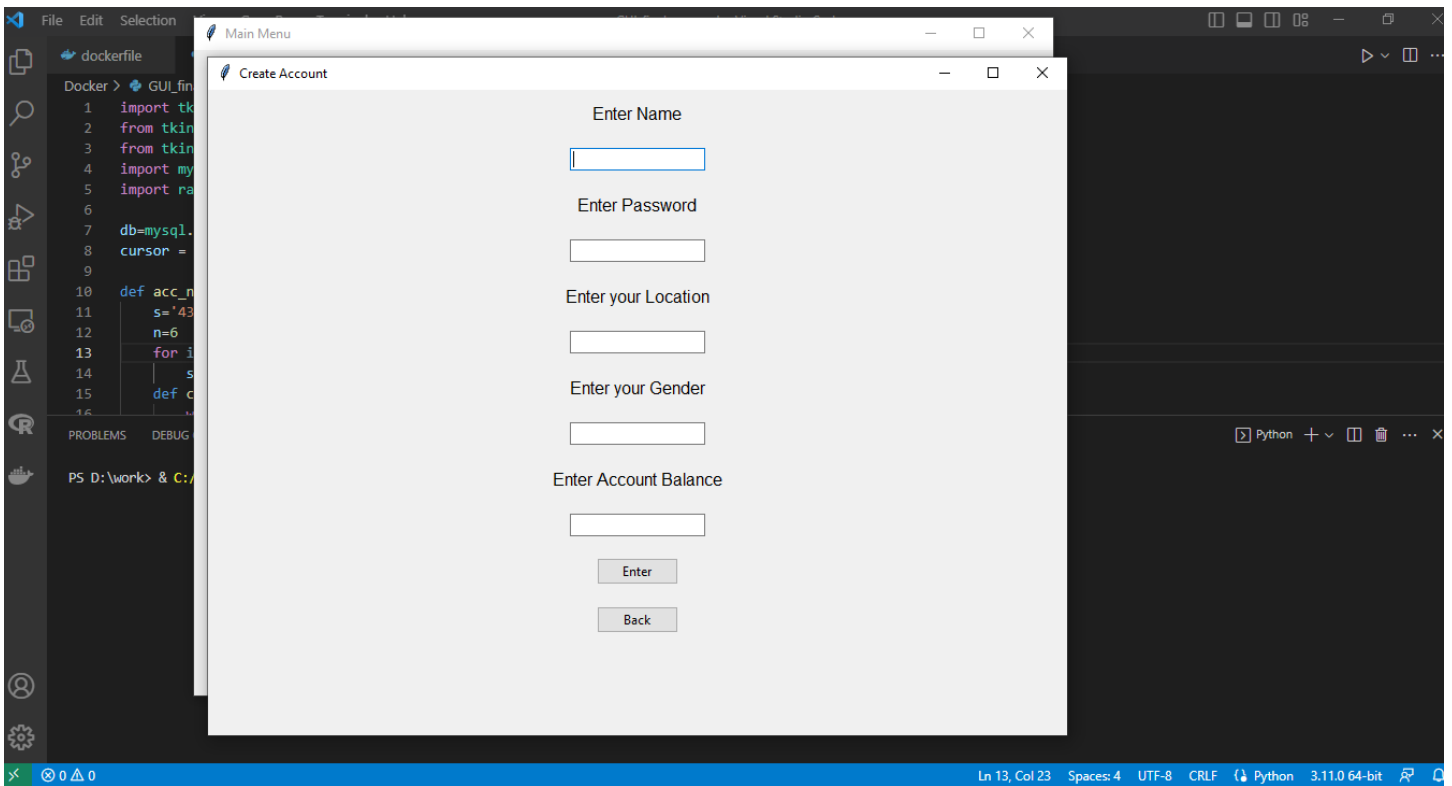 File Edit Selection
Main Menu
dockerfile
Create Account
Docker > GUI_fin
1 import tk
2 from tkin
3 from tkin
4 import my
5 import ra
6
7 db=mysql.
8 cursor =
9
10 def acc_n
11 s='43
12 n=6
13 for i
14 s
15 def c
16
Enter Name
Enter Password
Enter your Location
Enter your Gender
Enter Account Balance
Enter
Back
PROBLEMS DEBUG
Python
PS D:\work> & C:/
0 0
Ln 13, Col 23 Spaces: 4 UTF-8 CRLF Python 3.11.0 64-bit